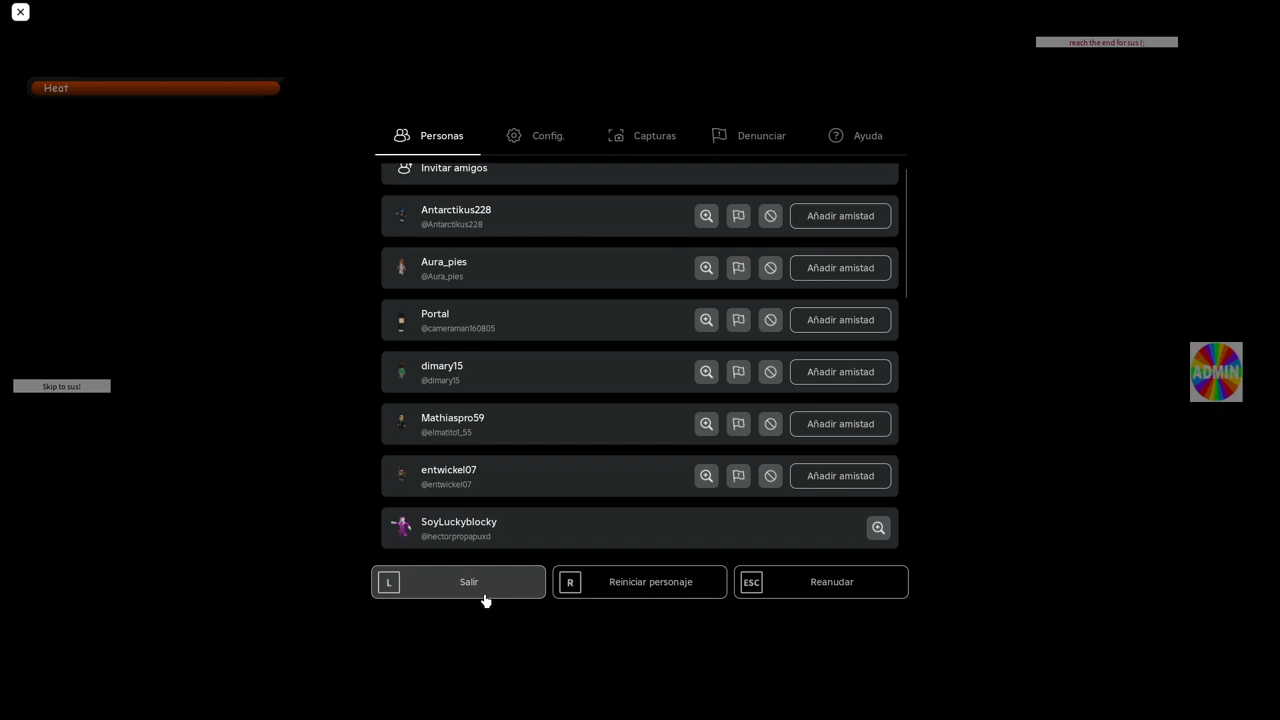 reach the end for sus (;
Heat
Personas
Config.
Capturas
Denunciar
Ayuda
Invitar amigos
Antarctikus228
@Antarctikus228
Añadir amistad
Aura_pies
@Aura_pies
Añadir amistad
Portal
@cameraman160805
Añadir amistad
dimary15
@dimary15
Añadir amistad
Skip to sus!
ADMIN
Mathiaspro59
@elmatito1_55
Añadir amistad
entwickel07
@entwickel07
Añadir amistad
SoyLuckyblocky
@hectorpropapuxd
L
Salir
R
Reiniciar personaje
ESC
Reanudar